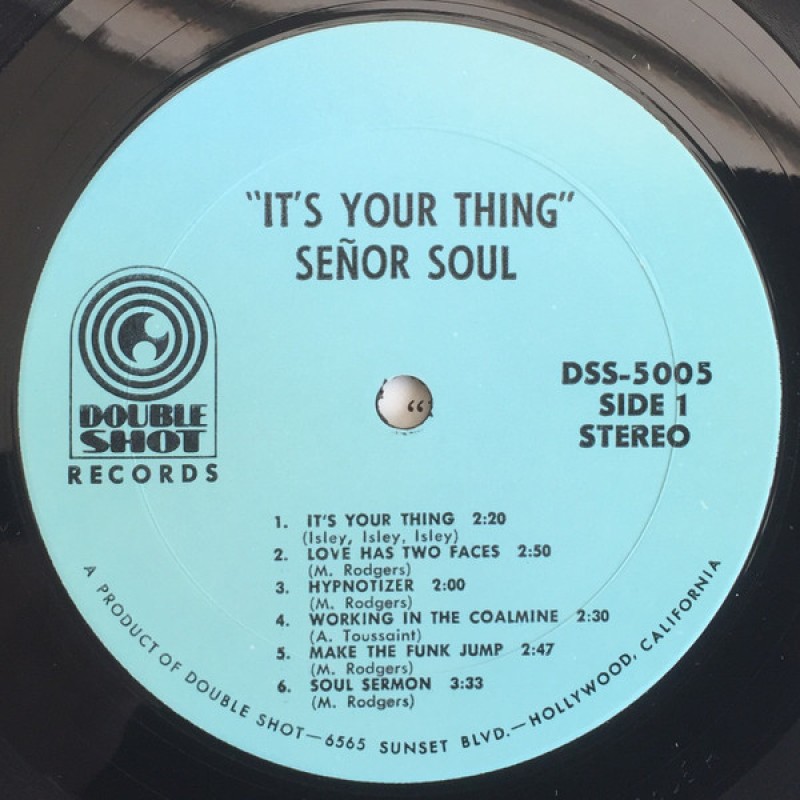 "IT'S YOUR THING"
SEÑOR SOUL
DOUBLE
SHOT
RECORDS
DSS-5005
SIDE 1
STEREO
“
1. IT'S YOUR THING 2:20
(Isley, Isley, Isley)
2. LOVE HAS TWO FACES 2:50
(M. Rodgers)
3. HYPNOTIZER 2:00
(M. Rodgers)
4. WORKING IN THE COALMINE 2:30
(A. Toussaint)
5. MAKE THE FUNK JUMP 2:47
(M. Rodgers)
6. SOUL SERMON 3:33
(M. Rodgers)
A PRODUCT OF DOUBLE SHOT—6565 SUNSET BLVD.—HOLLYWOOD, CALIFORNIA